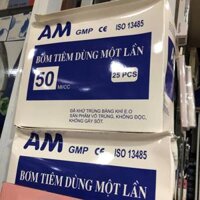 AM GMP CE ISO 13485
BƠM TIÊM DÙNG MỘT LẦN
50 25 PCS
Ml/CC
ĐÃ KHỬ TRÙNG BẰNG KHÍ E.O
SẢN PHẨM VÔ TRÙNG, KHÔNG ĐỘC,
KHÔNG GÂY SỐT.
AM GMP CE ISO 13485
BƠM TIÊM DÙNG MỘT LẦN